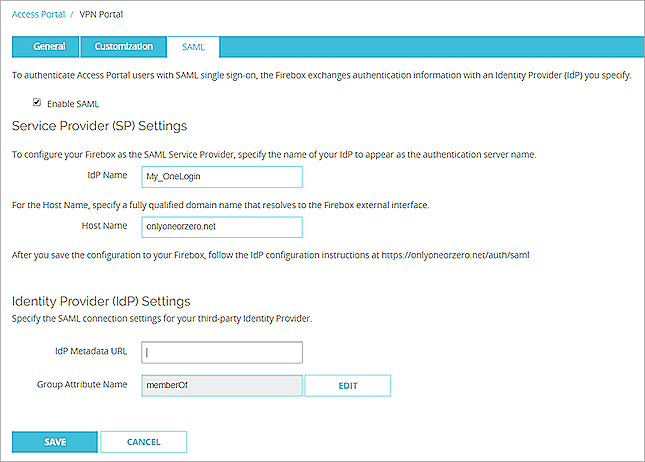 Access Portal / VPN Portal
General Customization SAML
To authenticate Access Portal users with SAML single sign-on, the Firebox exchanges authentication information with an Identity Provider (IdP) you specify.
Enable SAML
Service Provider (SP) Settings
To configure your Firebox as the SAML Service Provider, specify the name of your IdP to appear as the authentication server name.
IdP Name My_OneLogin
For the Host Name, specify a fully qualified domain name that resolves to the Firebox external interface.
Host Name onlyoneorzero.net
After you save the configuration to your Firebox, follow the IdP configuration instructions at https://onlyoneorzero.net/auth/saml
Identity Provider (IdP) Settings
Specify the SAML connection settings for your third-party Identity Provider.
IdP Metadata URL
Group Attribute Name memberOf EDIT
SAVE CANCEL